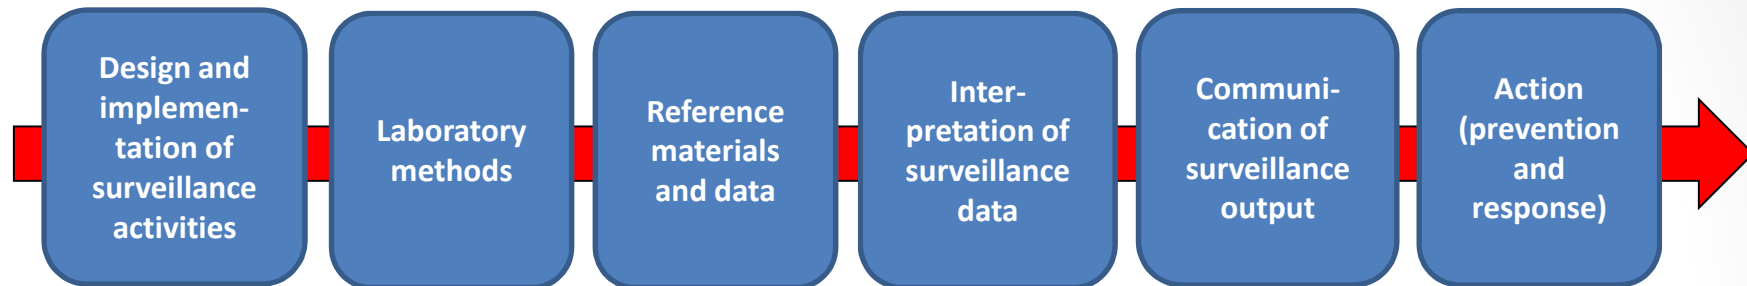 Design and
implemen-
tation of
surveillance
activities
Laboratory
methods
Reference
materials
and data
Inter-
pretation of
surveillance
data
Communi-
cation of
surveillance
output
Action
(prevention
and
response)